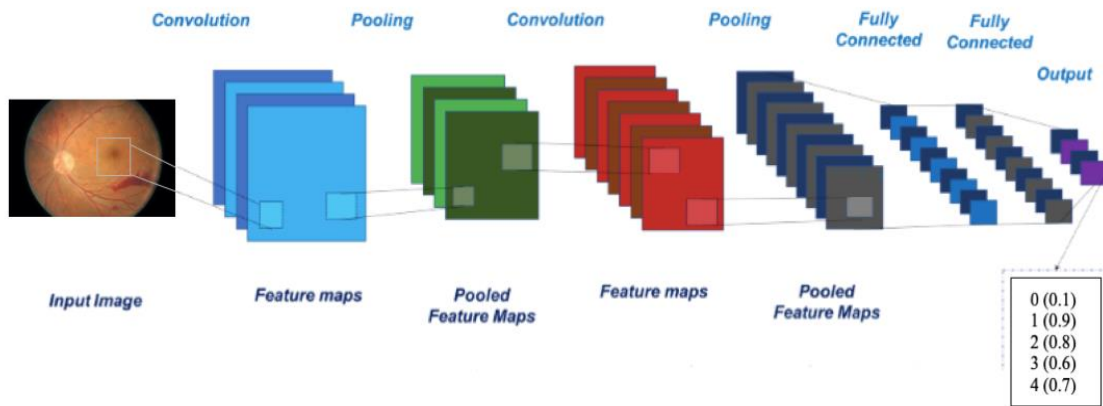 Convolution
Pooling
Convolution
Pooling
Fully
Connected
Fully
Connected
Output
Input Image
Feature maps
Pooled
Feature Maps
Feature maps
Pooled
Feature Maps
0 (0.1)
1 (0.9)
2 (0.8)
3 (0.6)
4 (0.7)